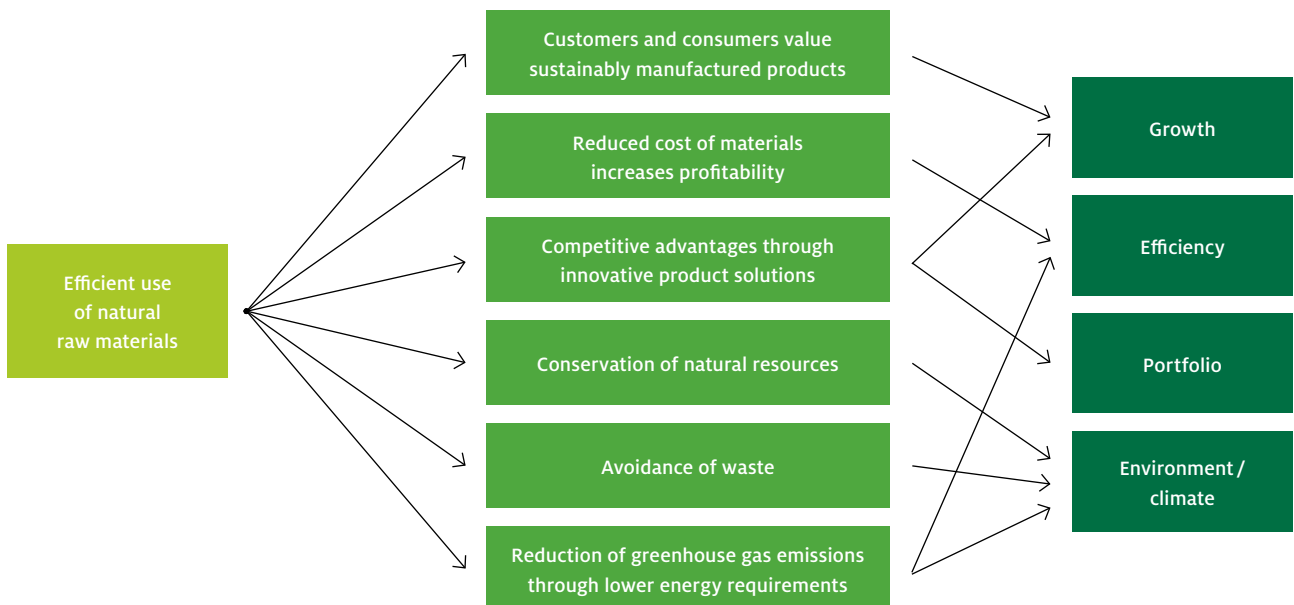 Efficient use
of natural
raw materials
Customers and consumers value
sustainably manufactured products
Reduced cost of materials
increases profitability
Competitive advantages through
innovative product solutions
Conservation of natural resources
Avoidance of waste
Reduction of greenhouse gas emissions
through lower energy requirements
Growth
Efficiency
Portfolio
Environment /
climate